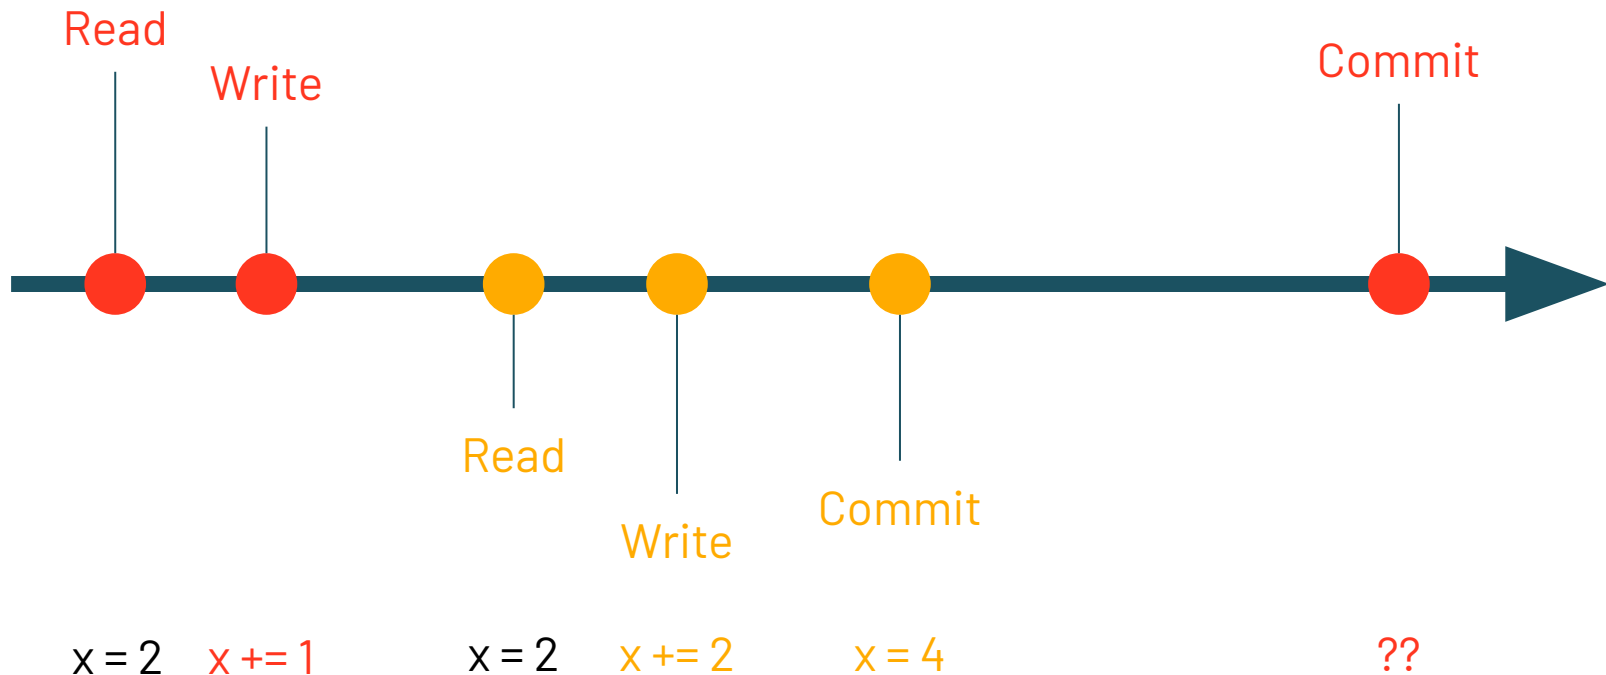 Read
Write
Commit
Read
Write
Commit
x = 2
x += 1
x = 2
x += 2
x = 4
??